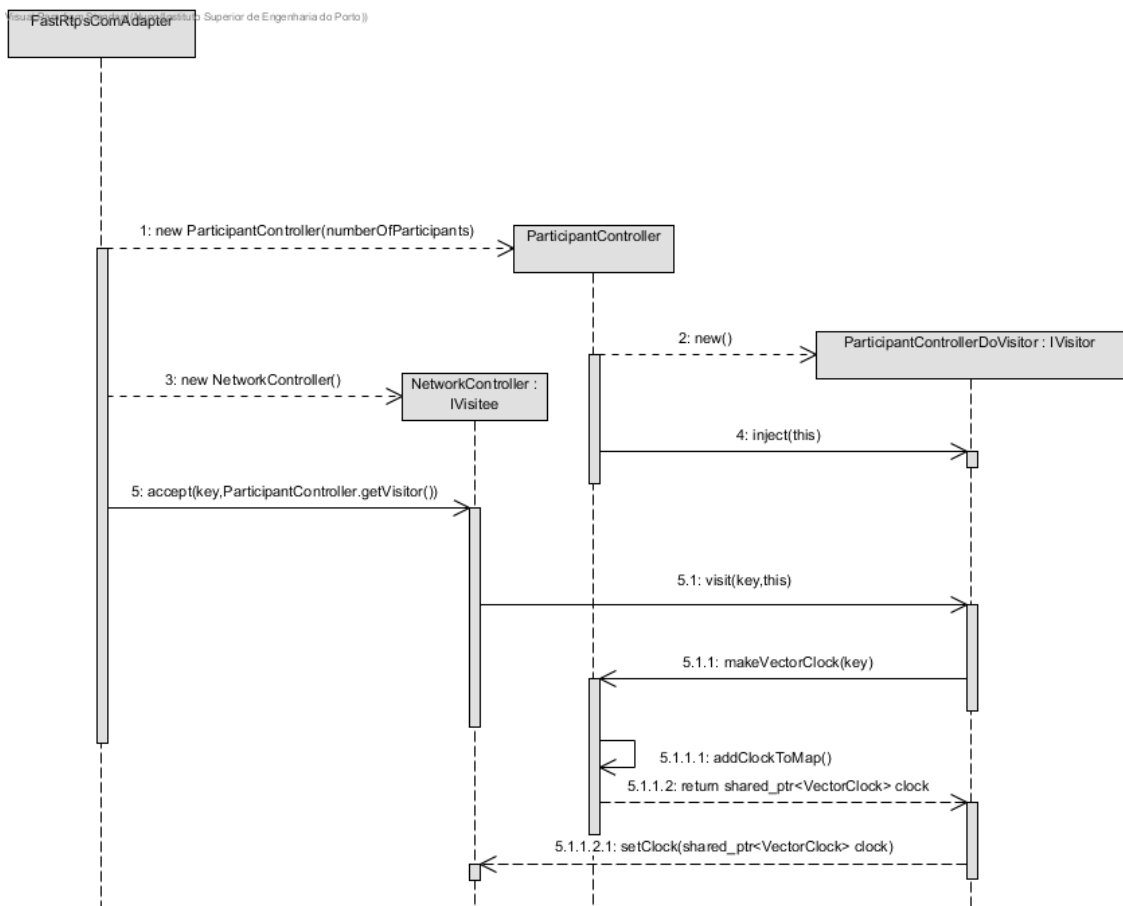 Superior de Engenharia do Porto))
FastRtpsComAdapter
1: new ParticipantController(numberOfParticipants)
ParticipantController
2: new()
ParticipantControllerDoVisitor : IVisitor
3: new NetworkController()
NetworkController :
IVisitee
4: inject(this)
5: accept(key,ParticipantController.getVisitor())
5.1: visit(key,this)
5.1.1: makeVectorClock(key)
5.1.1.1: addClockToMap()
5.1.1.2: return shared_ptr<VectorClock> clock
5.1.1.2.1: setClock(shared_ptr<VectorClock> clock)